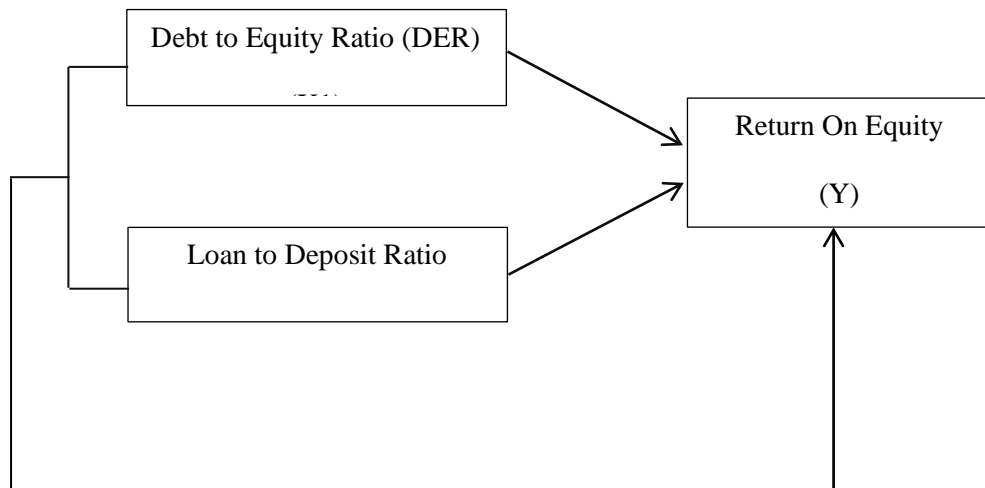 Debt to Equity Ratio (DER)
Return On Equity
(Y)
Loan to Deposit Ratio